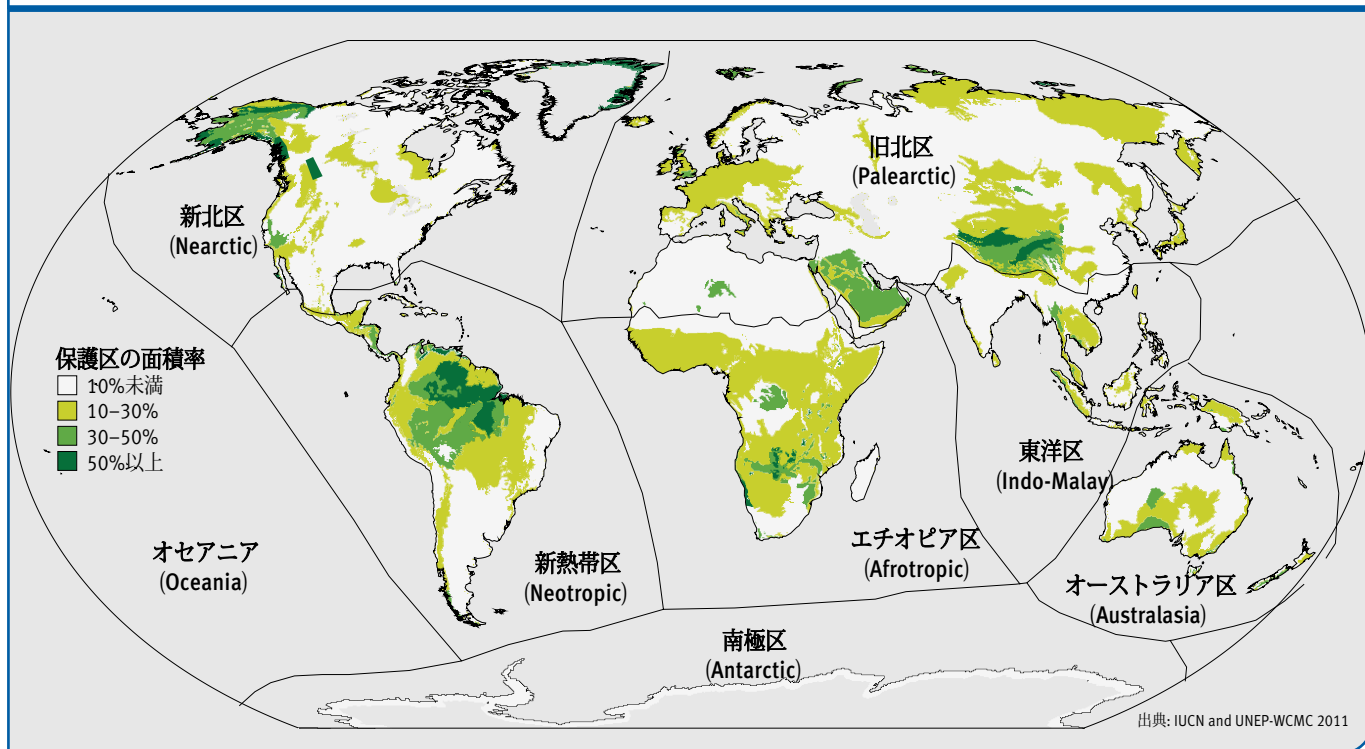 旧北区
(Palearctic)
新北区
(Nearctic)
保護区の面積率
10%未満
10–30%
30–50%
50%以上
オセアニア
(Oceania)
新熱帯区
(Neotropic)
エチオピア区
(Afrotropic)
東洋区
(Indo-Malay)
オーストラリア区
(Australasia)
南極区
(Antarctic)
出典: IUCN and UNEP-WCMC 2011